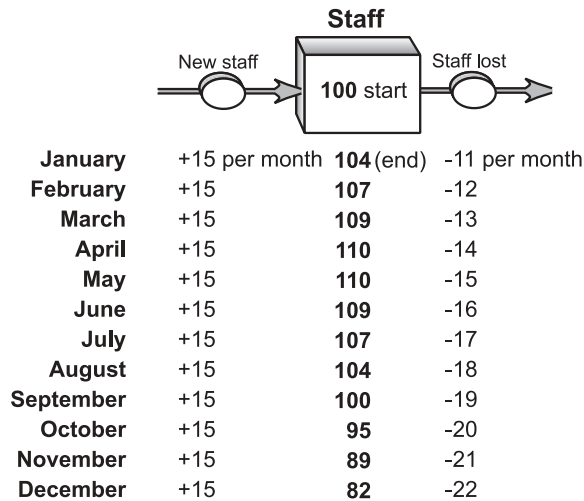 Staff
New staff
Staff lost
100 start
January +15 per month 104 (end) -11 per month
February +15 107 -12
March +15 109 -13
April +15 110 -14
May +15 110 -15
June +15 109 -16
July +15 107 -17
August +15 104 -18
September +15 100 -19
October +15 95 -20
November +15 89 -21
December +15 82 -22